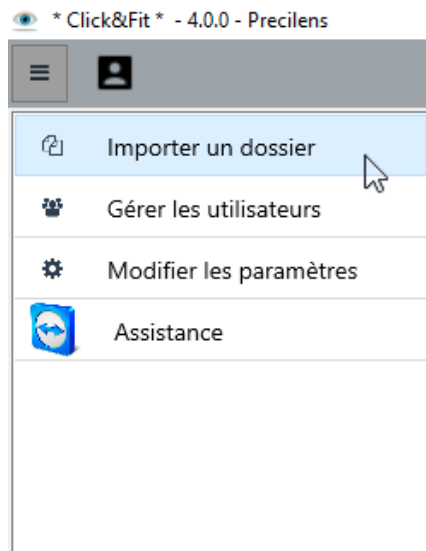 * Click&Fit * - 4.0.0 - Precilens
Importer un dossier
Gérer les utilisateurs
Modifier les paramètres
Assistance